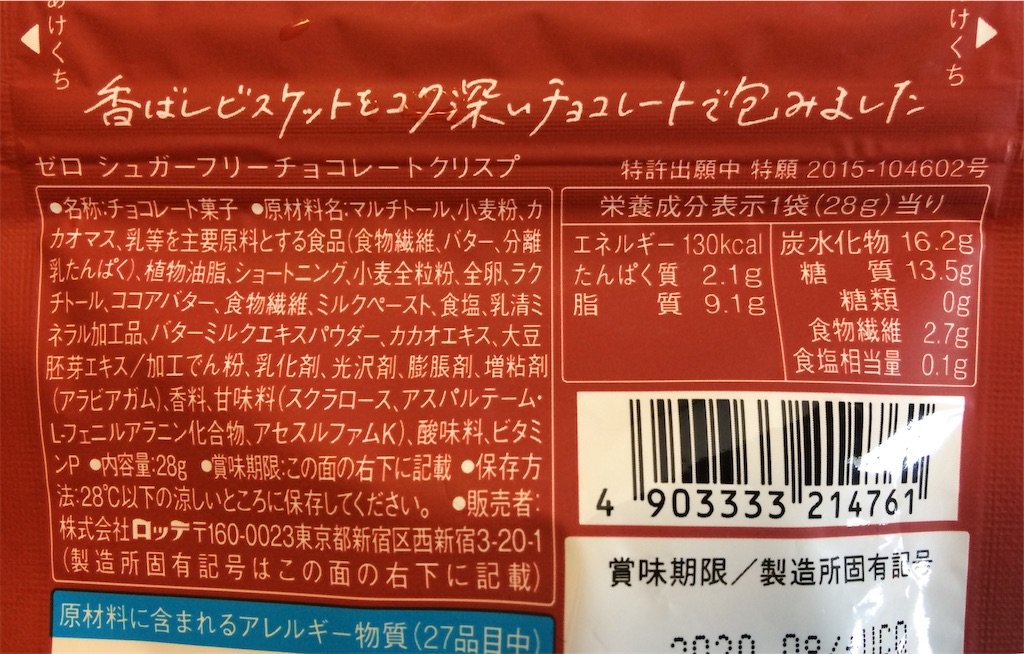 あけくち
けくち
香ばしビスケットをコク深いチョコレートで包みました
ゼロ シュガーフリーチョコレートクリスプ
特許出願中 特願 2015-104602号
●名称:チョコレート菓子 ●原材料名:マルチトール、小麦粉、カ
カオマス、乳等を主要原料とする食品(食物繊維、バター、分離
乳たんぱく)、植物油脂、ショートニング、小麦全粒粉、全卵、ラク
チトール、ココアバター、食物繊維、ミルクペースト、食塩、乳清ミ
ネラル加工品、バターミルクエキスパウダー、カカオエキス、大豆
胚芽エキス/加工でん粉、乳化剤、光沢剤、膨脹剤、増粘剤
(アラビアガム)、香料、甘味料(スクラロース、アスパルテーム・
L-フェニルアラニン化合物、アセスルファムK)、酸味料、ビタミ
ンP ●内容量:28g ●賞味期限:この面の右下に記載 ●保存方
法:28℃以下の涼しいところに保存してください。 ●販売者:
株式会社ロッテ〒160-0023東京都新宿区西新宿3-20-1
(製造所固有記号はこの面の右下に記載)
原材料に含まれるアレルギー物質(27品目中)
栄養成分表示1袋(28g)当り
エネルギー 130kcal
たんぱく質 2.1g
脂質 9.1g
炭水化物 16.2g
糖質 13.5g
糖類 0g
食物繊維 2.7g
食塩相当量 0.1g
4 903333 214761
賞味期限/製造所固有記号